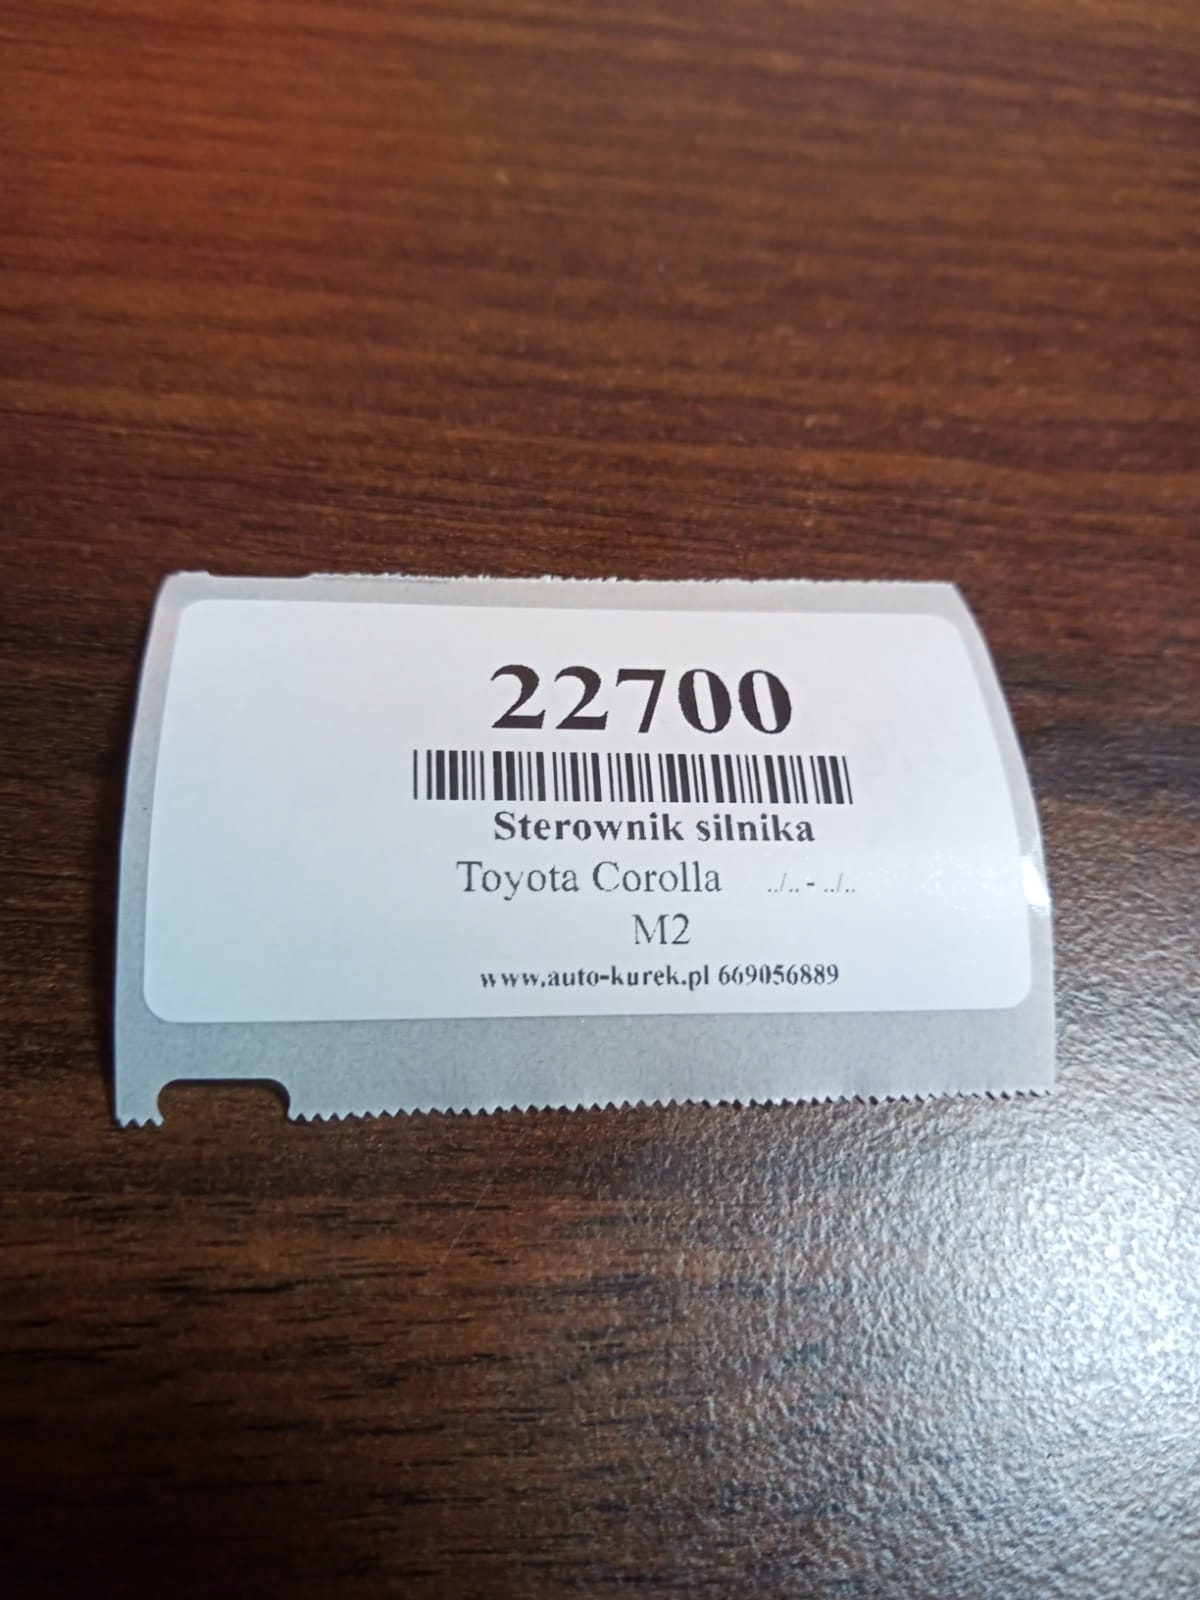 22700
Sterownik silnika
Toyota Corolla ../.. - ../..
M2
www.auto-kurek.pl 669056889